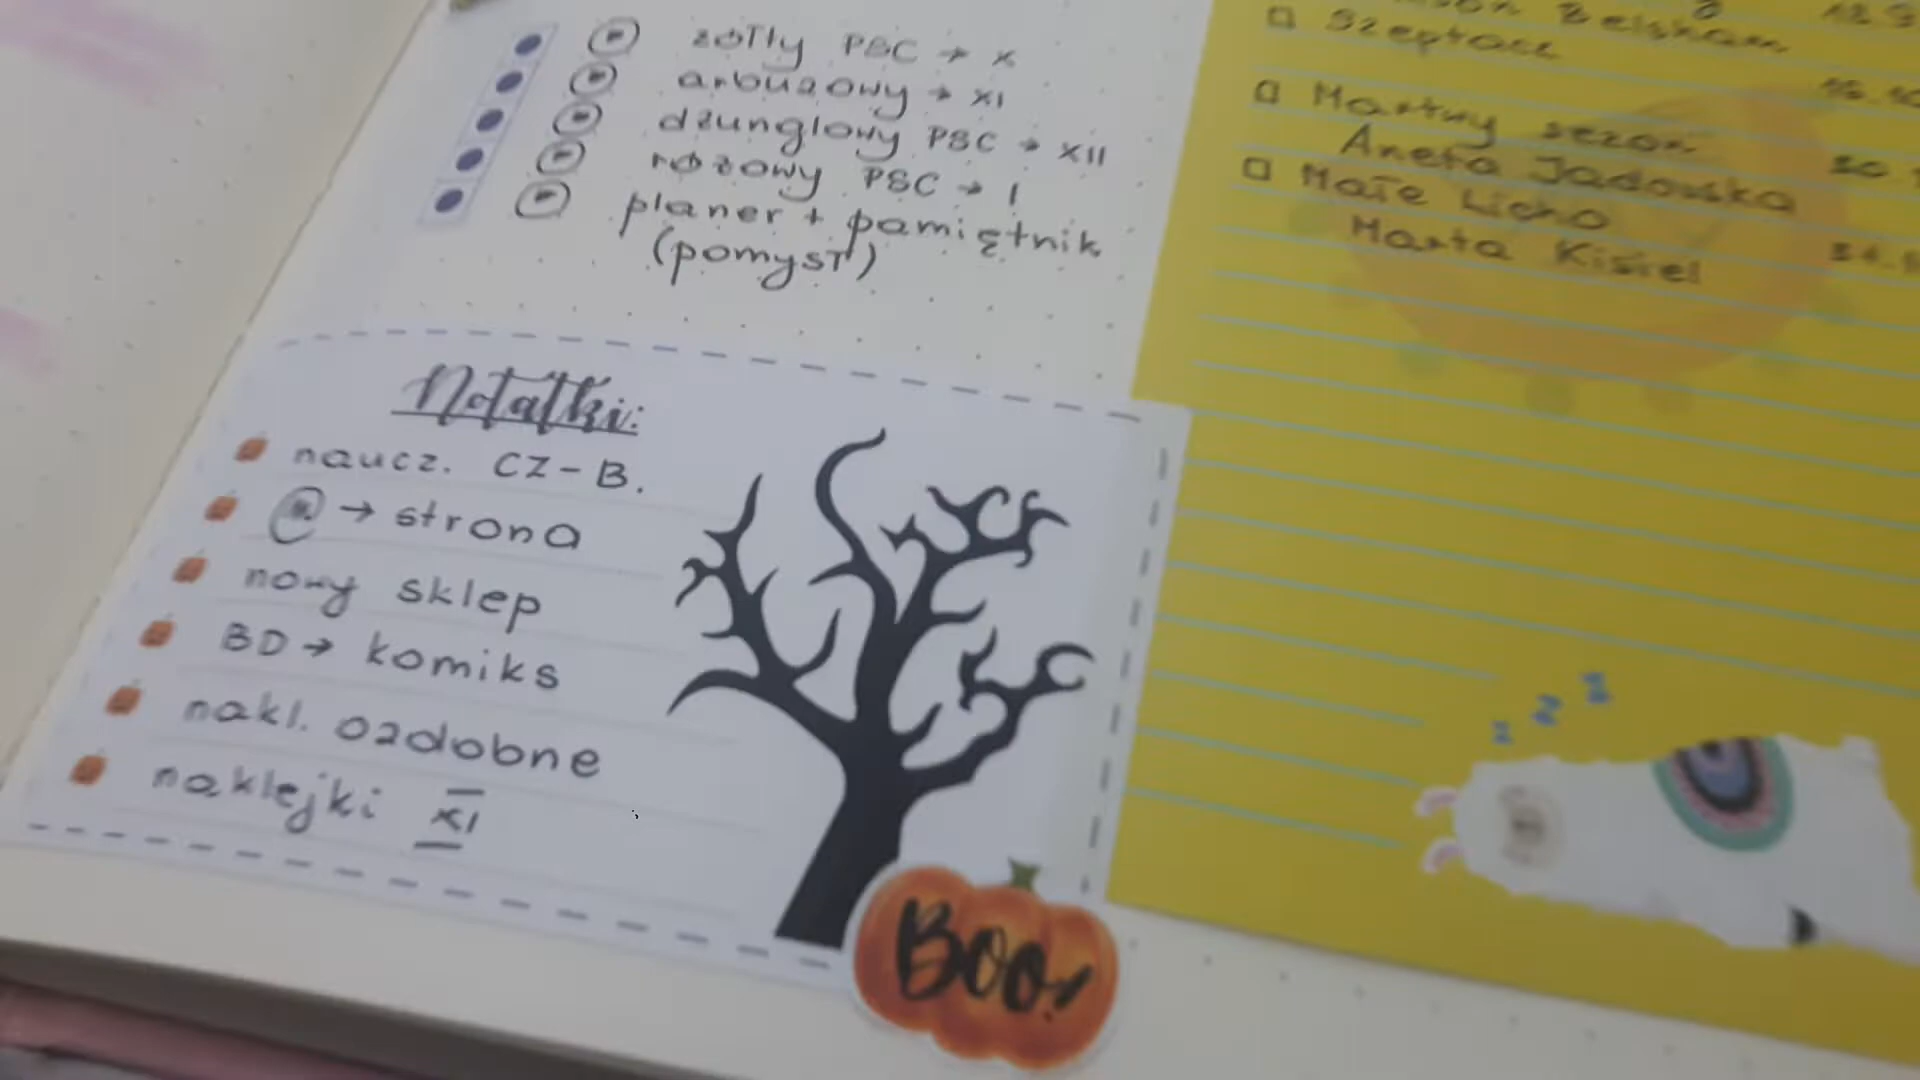 żółty PSC → X
arbuzowy → XI
dżunglowy PSC → XII
różowy PSC → I
planer + pamiętnik
(pomysł)
Notatki:
naucz. CZ-B.
→ strona
nowy sklep
BD → komiks
nakl. ozdobne
naklejki XI
Boo!
Szeptacz
Martwy sezon
Aneta Jadowska
Małe Licho
Marta Kisiel